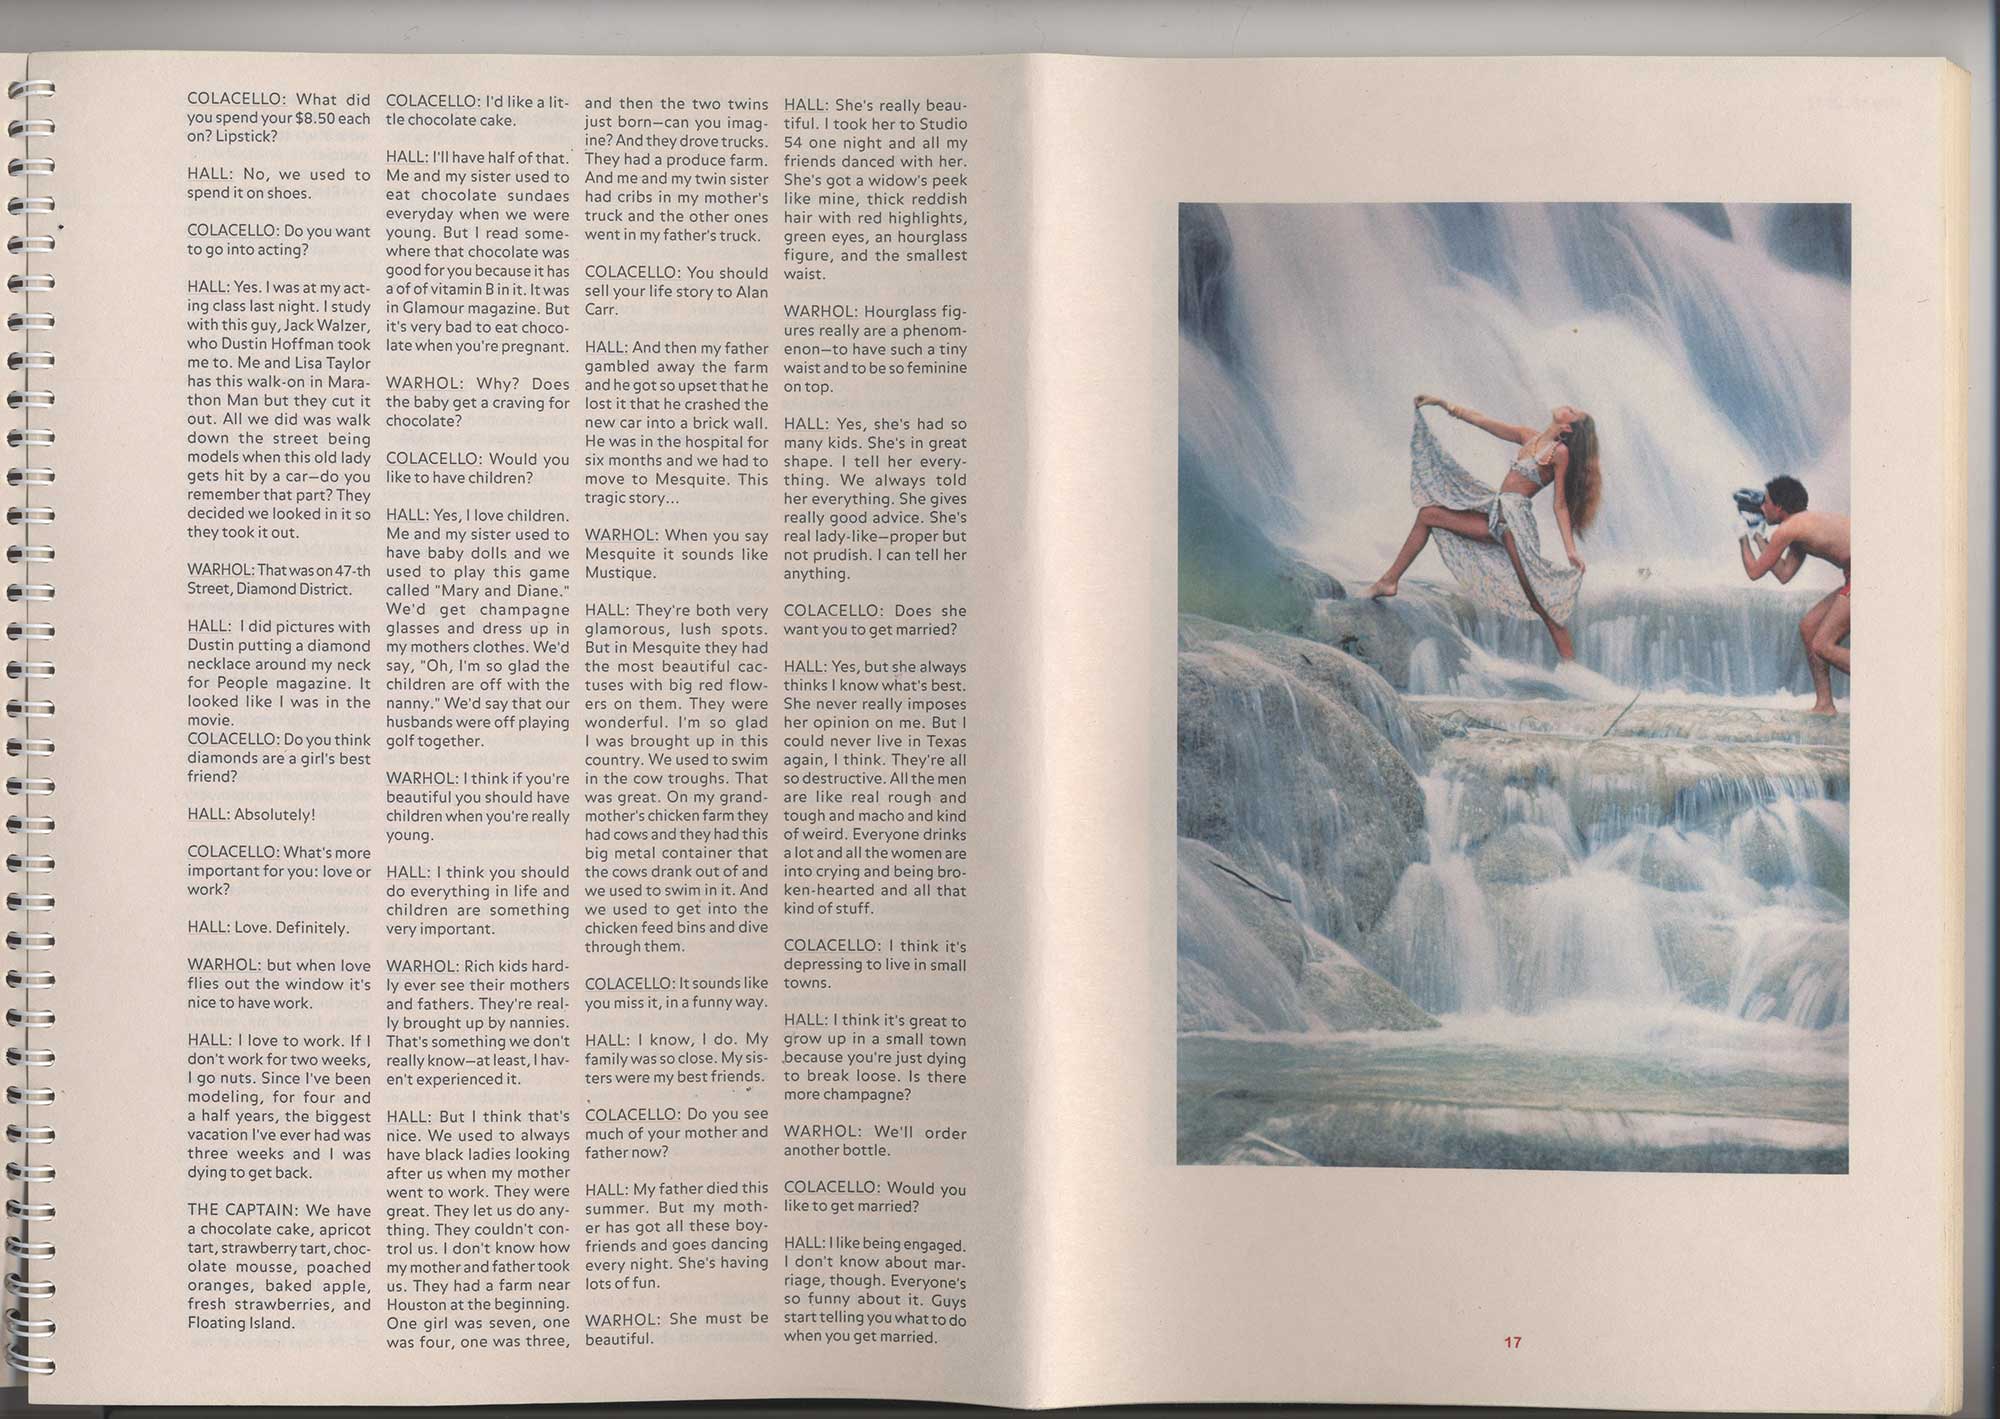 COLACELLO: What did
you spend your $8.50 each
on? Lipstick?
HALL: No, we used to
spend it on shoes.
COLACELLO: Do you want
to go into acting?
HALL: Yes. I was at my act-
ing class last night. I study
with this guy, Jack Walzer,
who Dustin Hoffman took
me to. Me and Lisa Taylor
has this walk-on in Mara-
thon Man but they cut it
out. All we did was walk
down the street being
models when this old lady
gets hit by a car—do you
remember that part? They
decided we looked in it so
they took it out.
WARHOL: That was on 47-th
Street, Diamond District.
HALL: I did pictures with
Dustin putting a diamond
necklace around my neck
for People magazine. It
looked like I was in the
movie.
COLACELLO: Do you think
diamonds are a girl's best
friend?
HALL: Absolutely!
COLACELLO: What's more
important for you: love or
work?
HALL: Love. Definitely.
WARHOL: but when love
flies out the window it's
nice to have work.
HALL: I love to work. If I
don't work for two weeks,
I go nuts. Since I've been
modeling, for four and
a half years, the biggest
vacation I've ever had was
three weeks and I was
dying to get back.
THE CAPTAIN: We have
a chocolate cake, apricot
tart, strawberry tart, choc-
olate mousse, poached
oranges, baked apple,
fresh strawberries, and
Floating Island.
COLACELLO: I'd like a lit-
tle chocolate cake.
HALL: I'll have half of that.
Me and my sister used to
eat chocolate sundaes
everyday when we were
young. But I read some-
where that chocolate was
good for you because it has
a of of vitamin B in it. It was
in Glamour magazine. But
it's very bad to eat choco-
late when you're pregnant.
WARHOL: Why? Does
the baby get a craving for
chocolate?
COLACELLO: Would you
like to have children?
HALL: Yes, I love children.
Me and my sister used to
have baby dolls and we
used to play this game
called "Mary and Diane."
We'd get champagne
glasses and dress up in
my mothers clothes. We'd
say, "Oh, I'm so glad the
children are off with the
nanny." We'd say that our
husbands were off playing
golf together.
WARHOL: I think if you're
beautiful you should have
children when you're really
young.
HALL: I think you should
do everything in life and
children are something
very important.
WARHOL: Rich kids hard-
ly ever see their mothers
and fathers. They're real-
ly brought up by nannies.
That's something we don't
really know—at least, I hav-
en't experienced it.
HALL: But I think that's
nice. We used to always
have black ladies looking
after us when my mother
went to work. They were
great. They let us do any-
thing. They couldn't con-
trol us. I don't know how
my mother and father took
us. They had a farm near
Houston at the beginning.
One girl was seven, one
was four, one was three,
and then the two twins
just born—can you imag-
ine? And they drove trucks.
They had a produce farm.
And me and my twin sister
had cribs in my mother's
truck and the other ones
went in my father's truck.
COLACELLO: You should
sell your life story to Alan
Carr.
HALL: And then my father
gambled away the farm
and he got so upset that he
lost it that he crashed the
new car into a brick wall.
He was in the hospital for
six months and we had to
move to Mesquite. This
tragic story...
WARHOL: When you say
Mesquite it sounds like
Mustique.
HALL: They're both very
glamorous, lush spots.
But in Mesquite they had
the most beautiful cac-
tuses with big red flow-
ers on them. They were
wonderful. I'm so glad
I was brought up in this
country. We used to swim
in the cow troughs. That
was great. On my grand-
mother's chicken farm they
had cows and they had this
big metal container that
the cows drank out of and
we used to swim in it. And
we used to get into the
chicken feed bins and dive
through them.
COLACELLO: It sounds like
you miss it, in a funny way.
HALL: I know, I do. My
family was so close. My sis-
ters were my best friends.
COLACELLO: Do you see
much of your mother and
father now?
HALL: My father died this
summer. But my moth-
er has got all these boy-
friends and goes dancing
every night. She's having
lots of fun.
WARHOL: She must be
beautiful.
HALL: She's really beau-
tiful. I took her to Studio
54 one night and all my
friends danced with her.
She's got a widow's peek
like mine, thick reddish
hair with red highlights,
green eyes, an hourglass
figure, and the smallest
waist.
WARHOL: Hourglass fig-
ures really are a phenom-
enon—to have such a tiny
waist and to be so feminine
on top.
HALL: Yes, she's had so
many kids. She's in great
shape. I tell her every-
thing. We always told
her everything. She gives
really good advice. She's
real lady-like—proper but
not prudish. I can tell her
anything.
COLACELLO: Does she
want you to get married?
HALL: Yes, but she always
thinks I know what's best.
She never really imposes
her opinion on me. But I
could never live in Texas
again, I think. They're all
so destructive. All the men
are like real rough and
tough and macho and kind
of weird. Everyone drinks
a lot and all the women are
into crying and being bro-
ken-hearted and all that
kind of stuff.
COLACELLO: I think it's
depressing to live in small
towns.
HALL: I think it's great to
grow up in a small town
because you're just dying
to break loose. Is there
more champagne?
WARHOL: We'll order
another bottle.
COLACELLO: Would you
like to get married?
HALL: I like being engaged.
I don't know about mar-
riage, though. Everyone's
so funny about it. Guys
start telling you what to do
when you get married.
17